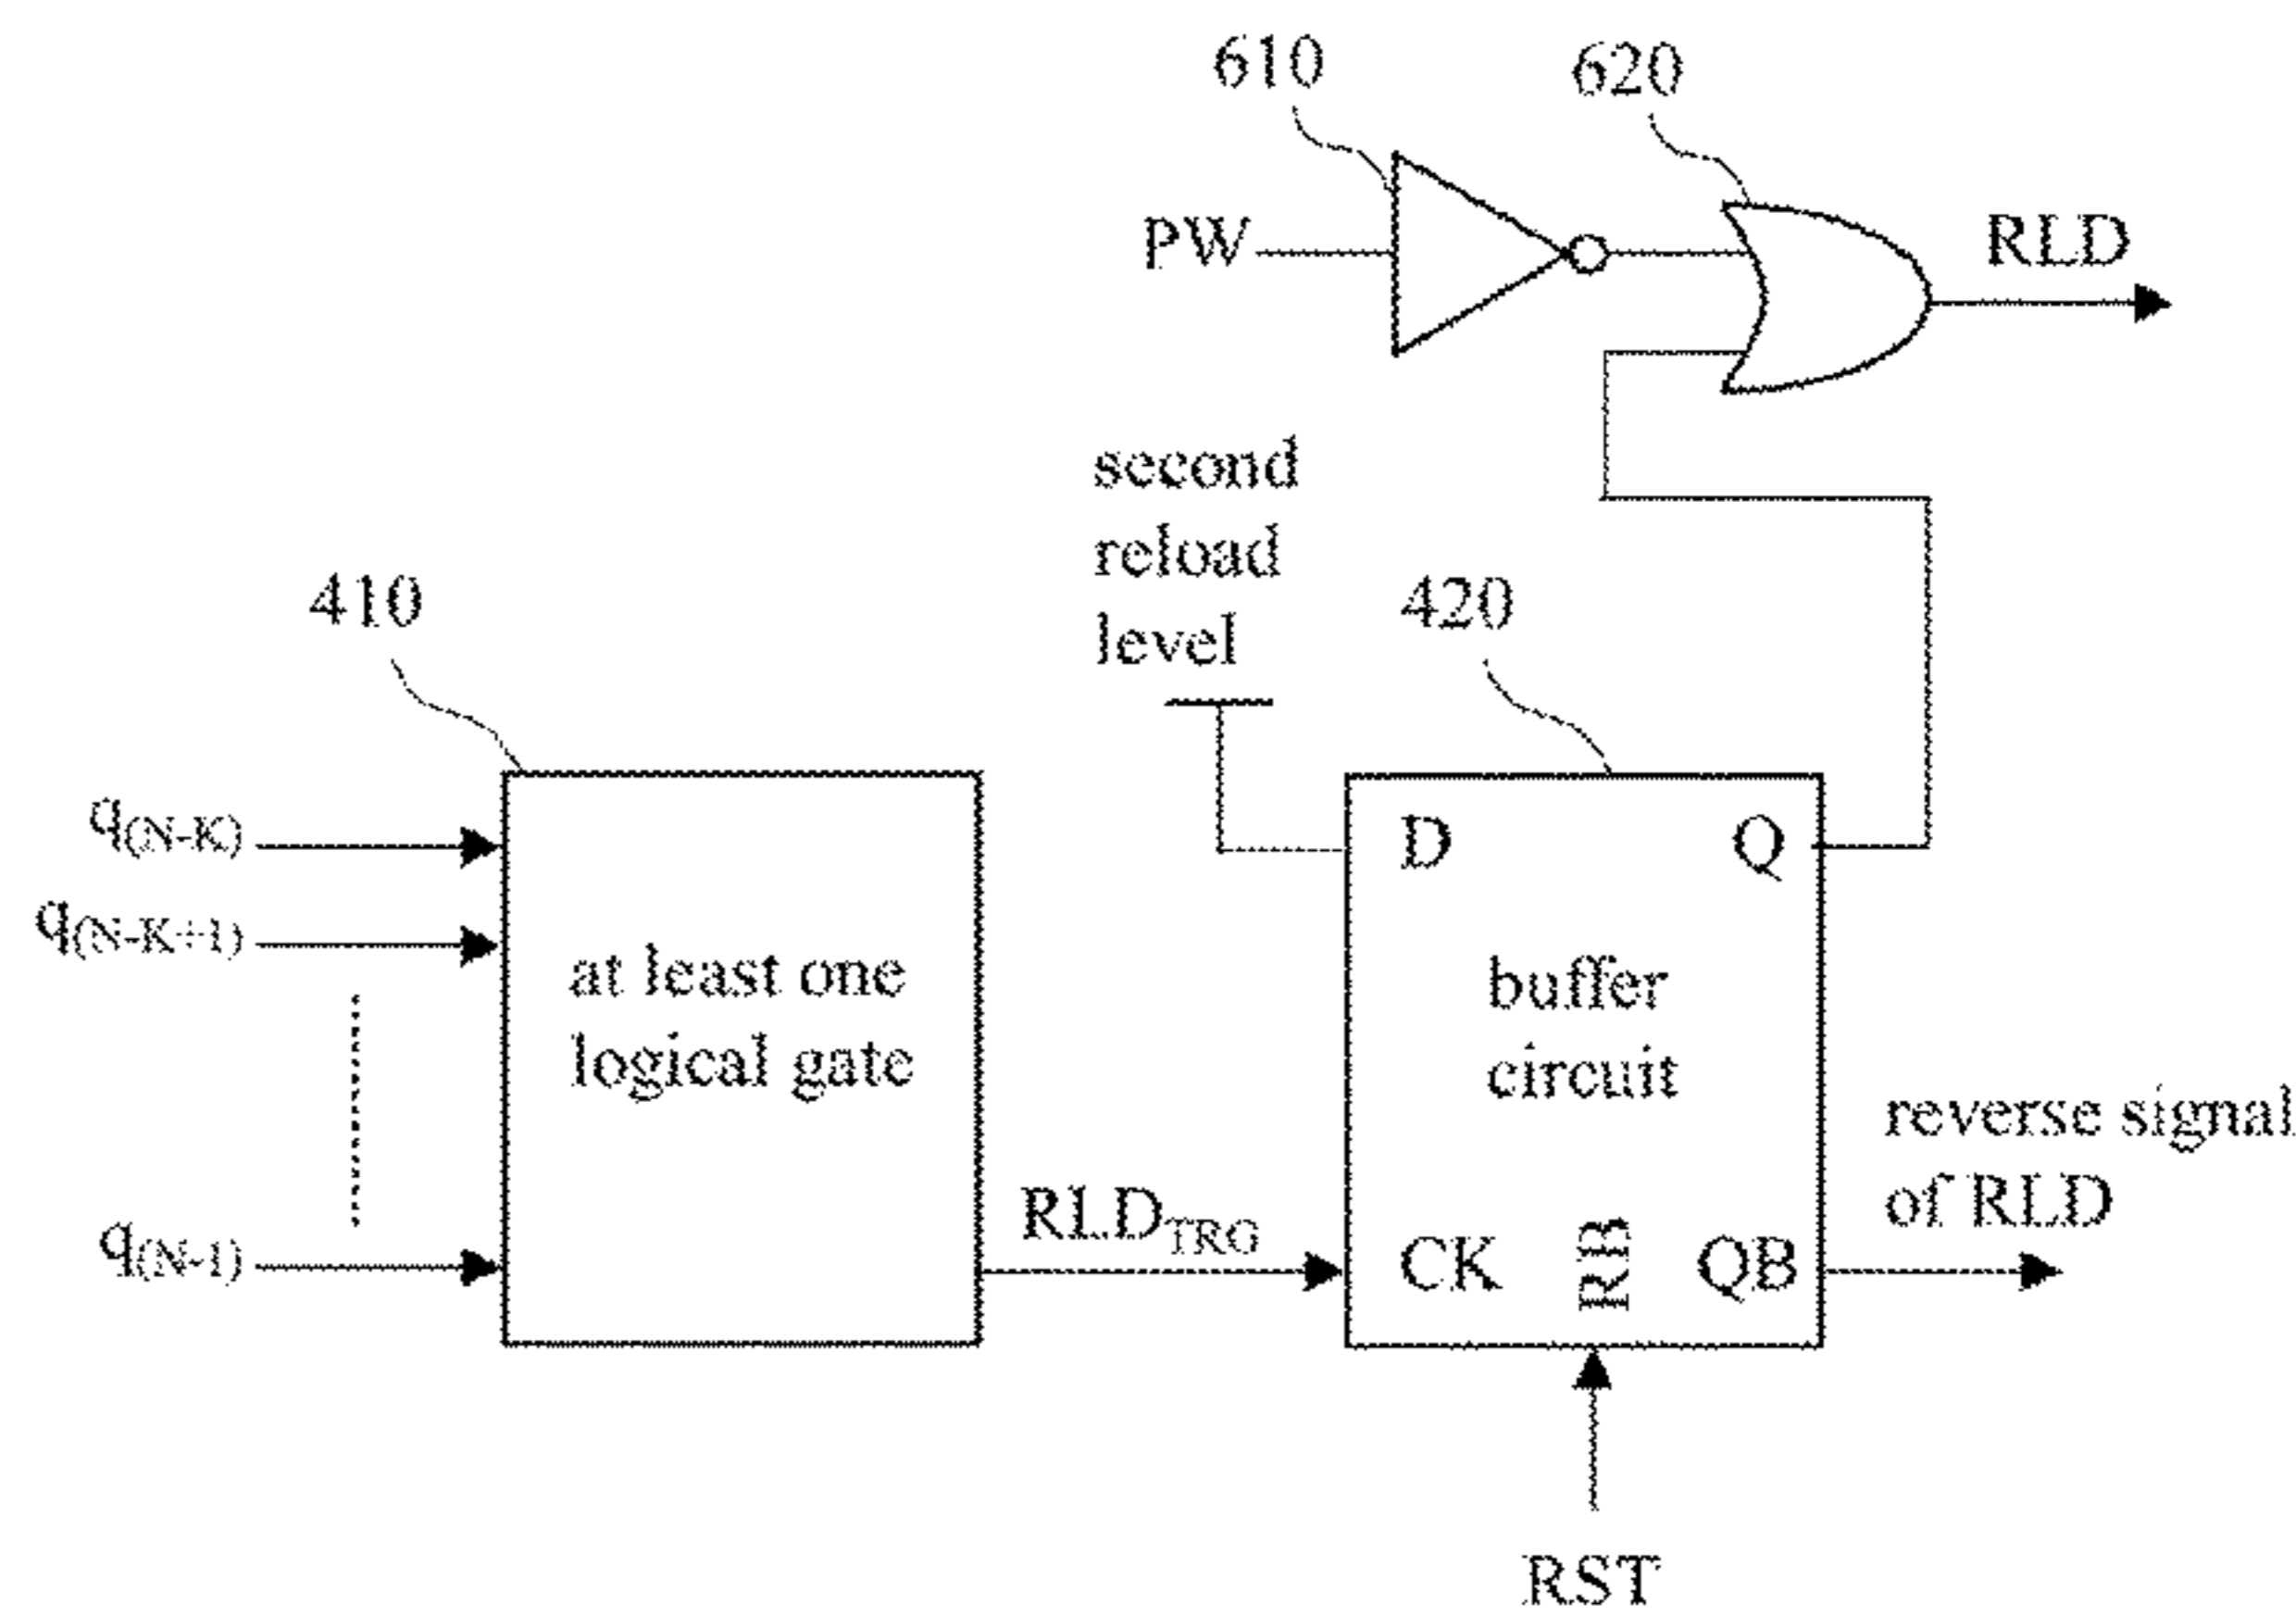 610
620
PW
RLD
second
reload
level
410
420
q(N-K)
q(N-K+1)
q(N-1)
at least one
logical gate
RLDTRG
D
Q
buffer
circuit
CK
RB
QB
reverse signal
of RLD
RST